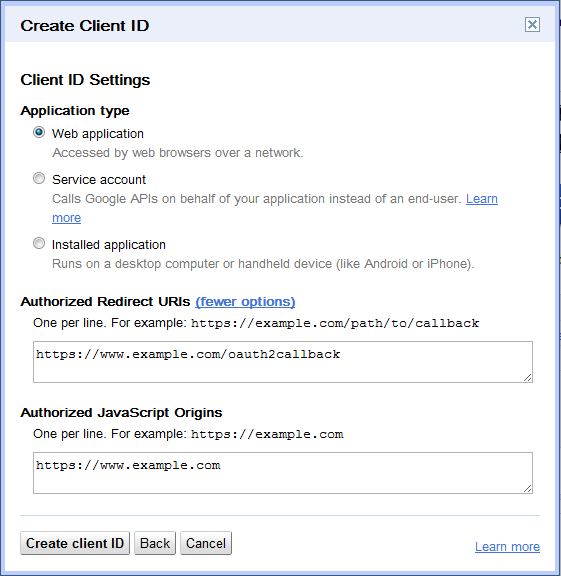 Create Client ID
Client ID Settings
Application type
Web application
Accessed by web browsers over a network.
Service account
Calls Google APIs on behalf of your application instead of an end-user. Learn
more
Installed application
Runs on a desktop computer or handheld device (like Android or iPhone).
Authorized Redirect URIs (fewer options)
One per line. For example: https://example.com/path/to/callback
https://www.example.com/oauth2callback
Authorized JavaScript Origins
One per line. For example: https://example.com
https://www.example.com
Create client ID Back Cancel Learn more